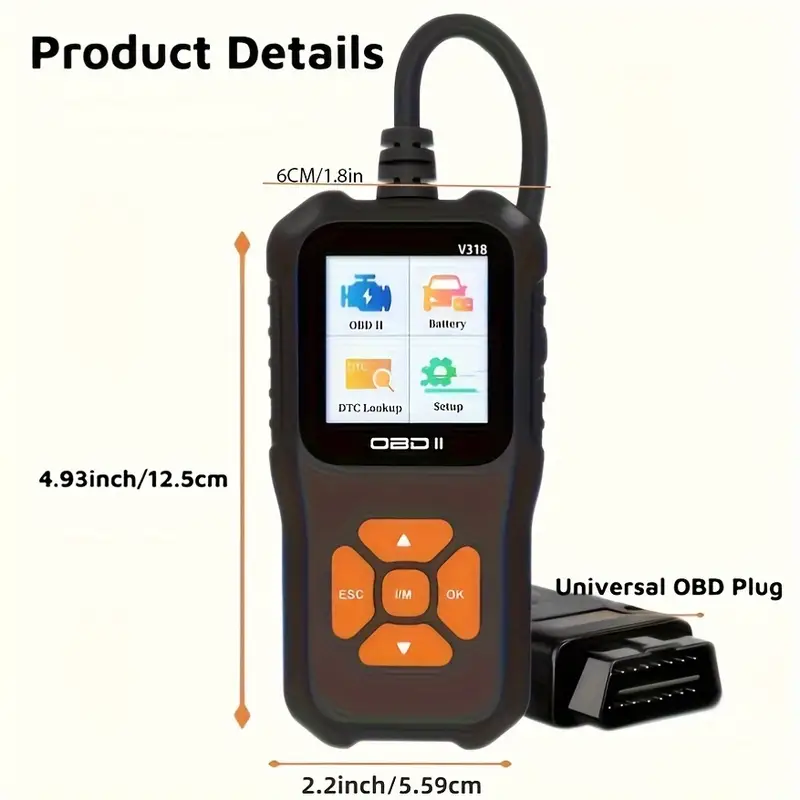 Product Details
6CM/1.8in
V318
OBD II
Battery
DTC
DTC Lookup
Setup
OBD II
4.93inch/12.5cm
ESC
I/M
OK
Universal OBD Plug
2.2inch/5.59cm